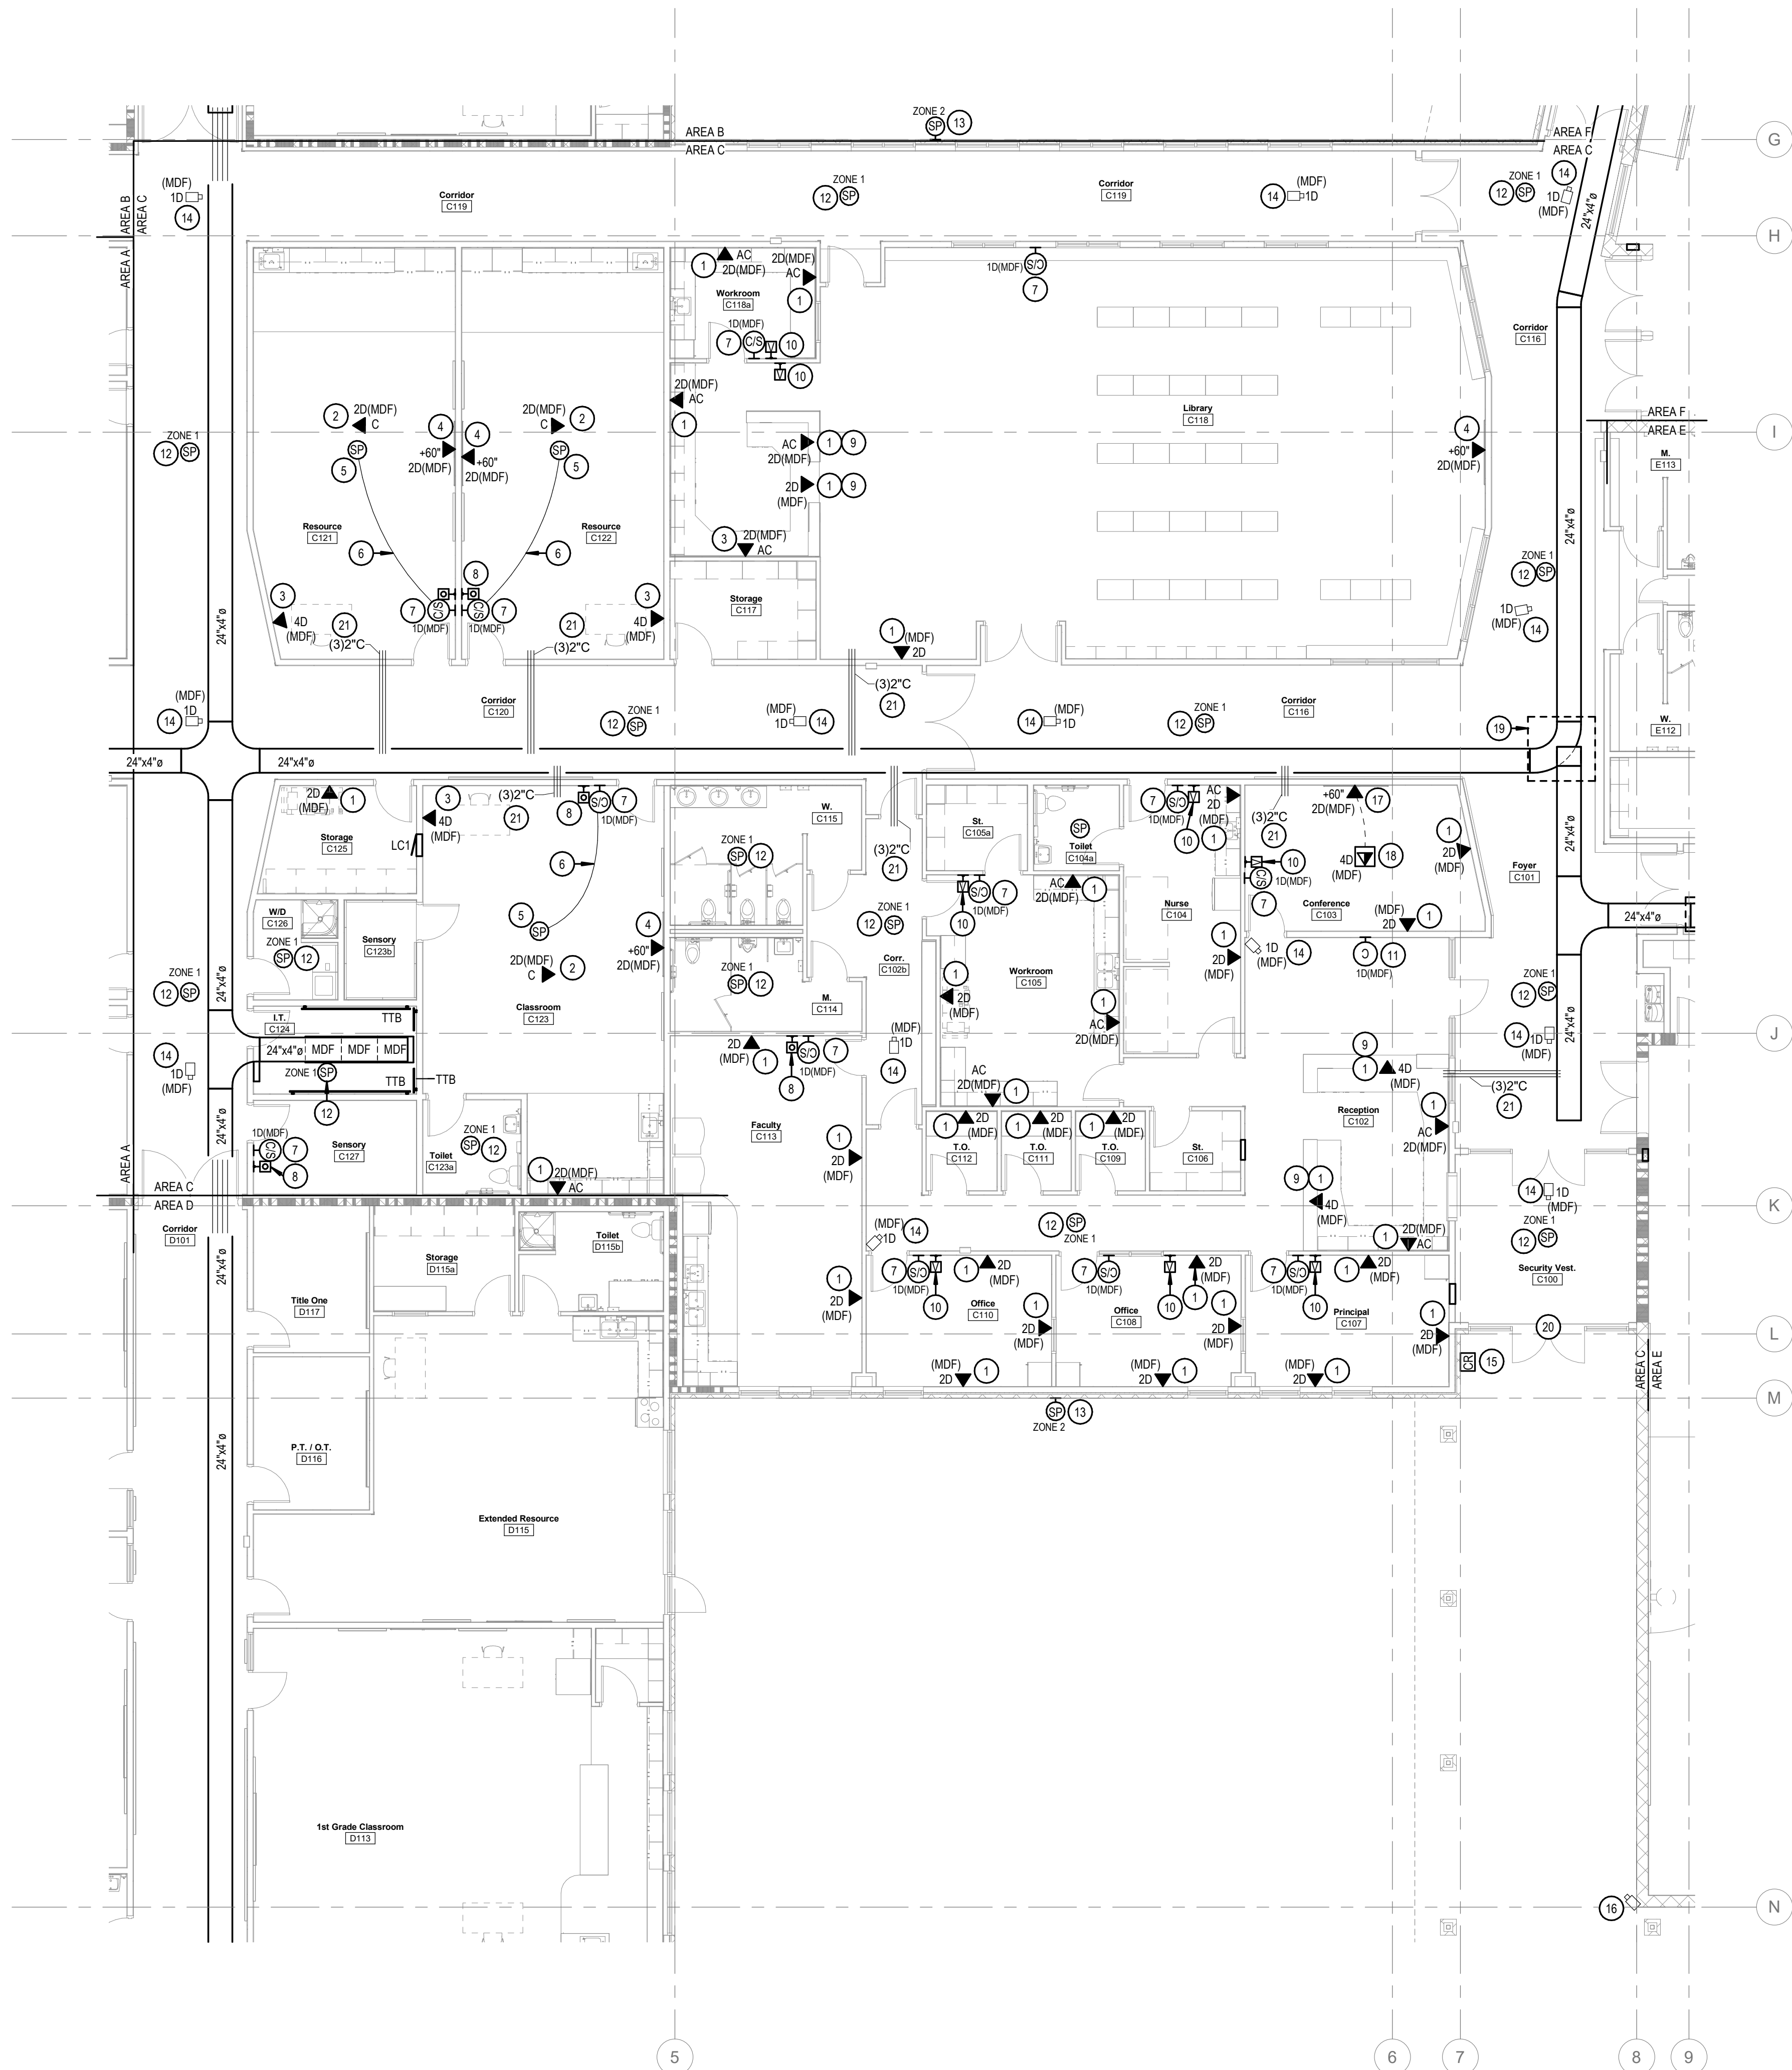 ZONE 2
SP 13
AREA B
AREA C
AREA F
AREA C
G
(MDF)
1D
14
AREA B
AREA C
Corridor
C119
ZONE 1
12 SP
Corridor
C119
(MDF)
14 1D
ZONE 1
12 SP
14
1D
(MDF)
24"x4"ø
H
AREA A
1 AC
2D(MDF)
2D(MDF)
AC
1
Workroom
C118a
1D(MDF)
7 C/S V 10
V 10
1D(MDF) C/S
7
Corridor
C116
2D(MDF)
AC
1
Library
C118
2D(MDF)
2 C
2D(MDF)
C 2
ZONE 1
12 SP
SP
5
SP
5
4
+60"
2D(MDF)
4
+60"
2D(MDF)
AC 1 9
2D(MDF)
2D 1 9
(MDF)
4
+60"
2D(MDF)
AREA F
AREA E
I
M.
E113
Resource
C121
Resource
C122
6
6
3 2D(MDF)
AC
24"x4"ø
ZONE 1
12 SP
8
3
4D
(MDF)
21
(3)2"C
7 C/S
1D(MDF)
C/S 7
1D(MDF)
21
(3)2"C
3
4D
(MDF)
Storage
C117
1D
(MDF)
14
24"x4"ø
1 (MDF)
2D
(3)2"C
21
(MDF)
14 1D
Corridor
C120
ZONE 1
12 SP
(MDF)
1D 14
(MDF)
14 1D
ZONE 1
12 SP
Corridor
C116
19
W.
E112
24"x4"ø
24"x4"ø
2D 1
(MDF)
Storage
C125
LC1
3
4D
(MDF)
(3)2"C
21
8
C/S 7
1D(MDF)
6
W.
C115
ZONE 1
SP 12
(3)2"C
21
St.
C105a
SP
Toilet
C104a
7 C/S V
1D(MDF)
10
AC
2D
(MDF)
1
(3)2"C
21
+60"
2D(MDF)
17
4D
(MDF)
18
1
2D
(MDF)
24"x4"ø
Foyer
C101
W/D
C126
ZONE 1
SP 12
Sensory
C123b
5
SP
4
+60"
2D(MDF)
2D(MDF)
C 2
Classroom
C123
ZONE 1
12 SP
V C/S 7
1D(MDF)
10
AC 1
2D(MDF)
Nurse
C104
V 10
C/S 1D(MDF)
7
Conference
C103
(MDF)
2D 1
24"x4"ø
ZONE 1
12 SP
24"x4"ø
ZONE 1
SP 12
M.
C114
Corr.
C102b
Workroom
C105
1
2D
(MDF)
1
AC
2D(MDF)
1
2D
(MDF)
1D
(MDF)
14
C 11
1D(MDF)
ZONE 1
12 SP
24"x4"ø
I.T.
C124
TTB
24"x4"ø MDF MDF MDF
ZONE 1 SP
12
TTB
TTB
14
1D
(MDF)
2D
(MDF)
1
8
C/S 7
1D(MDF)
(MDF)
1D
14
14
1D
(MDF)
J
9
1 4D
(MDF)
(3)2"C
21
AC
2D(MDF) 1
Reception
C102
1
AC
2D(MDF)
24"x4"ø
1D(MDF)
C/S 7
8
Sensory
C127
Toilet
C123a
ZONE 1
SP 12
1 2D(MDF)
AC
Faculty
C113
1
2D
(MDF)
1 2D
(MDF)
T.O.
C112
1 2D
(MDF)
T.O.
C111
1 2D
(MDF)
T.O.
C109
St.
C106
AREA A
AREA C
AREA D
9 1
4D
(MDF)
14 1D
(MDF)
K
Corridor
D101
24"x4"ø
Storage
D115a
Toilet
D115b
(MDF)
1D 14
12 SP
ZONE 1
1 2D(MDF)
AC
ZONE 1
12 SP
Security Vest.
C100
Title One
D117
1
2D
(MDF)
7 C/S V
1D(MDF)
10
1 2D
(MDF)
Office
C110
1
2D
(MDF)
7 C/S
1D(MDF)
V
10
2D
(MDF)
1
Office
C108
1
2D
(MDF)
7 C/S V
1D(MDF)
10
1 2D
(MDF)
Principal
C107
1
2D
(MDF)
20
L
(MDF)
2D 1
(MDF)
2D 1
(MDF)
2D 1
CR 15
AREA C
AREA E
SP 13
ZONE 2
M
24"x4"ø
P.T. / O.T.
D116
Extended Resource
D115
1st Grade Classroom
D113
16
N
5
6
7
8
9